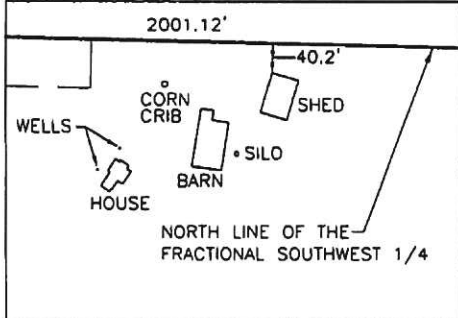 2001.12'
40.2'
CORN
CRIB
SHED
WELLS
SILO
BARN
HOUSE
NORTH LINE OF THE
FRACTIONAL SOUTHWEST 1/4